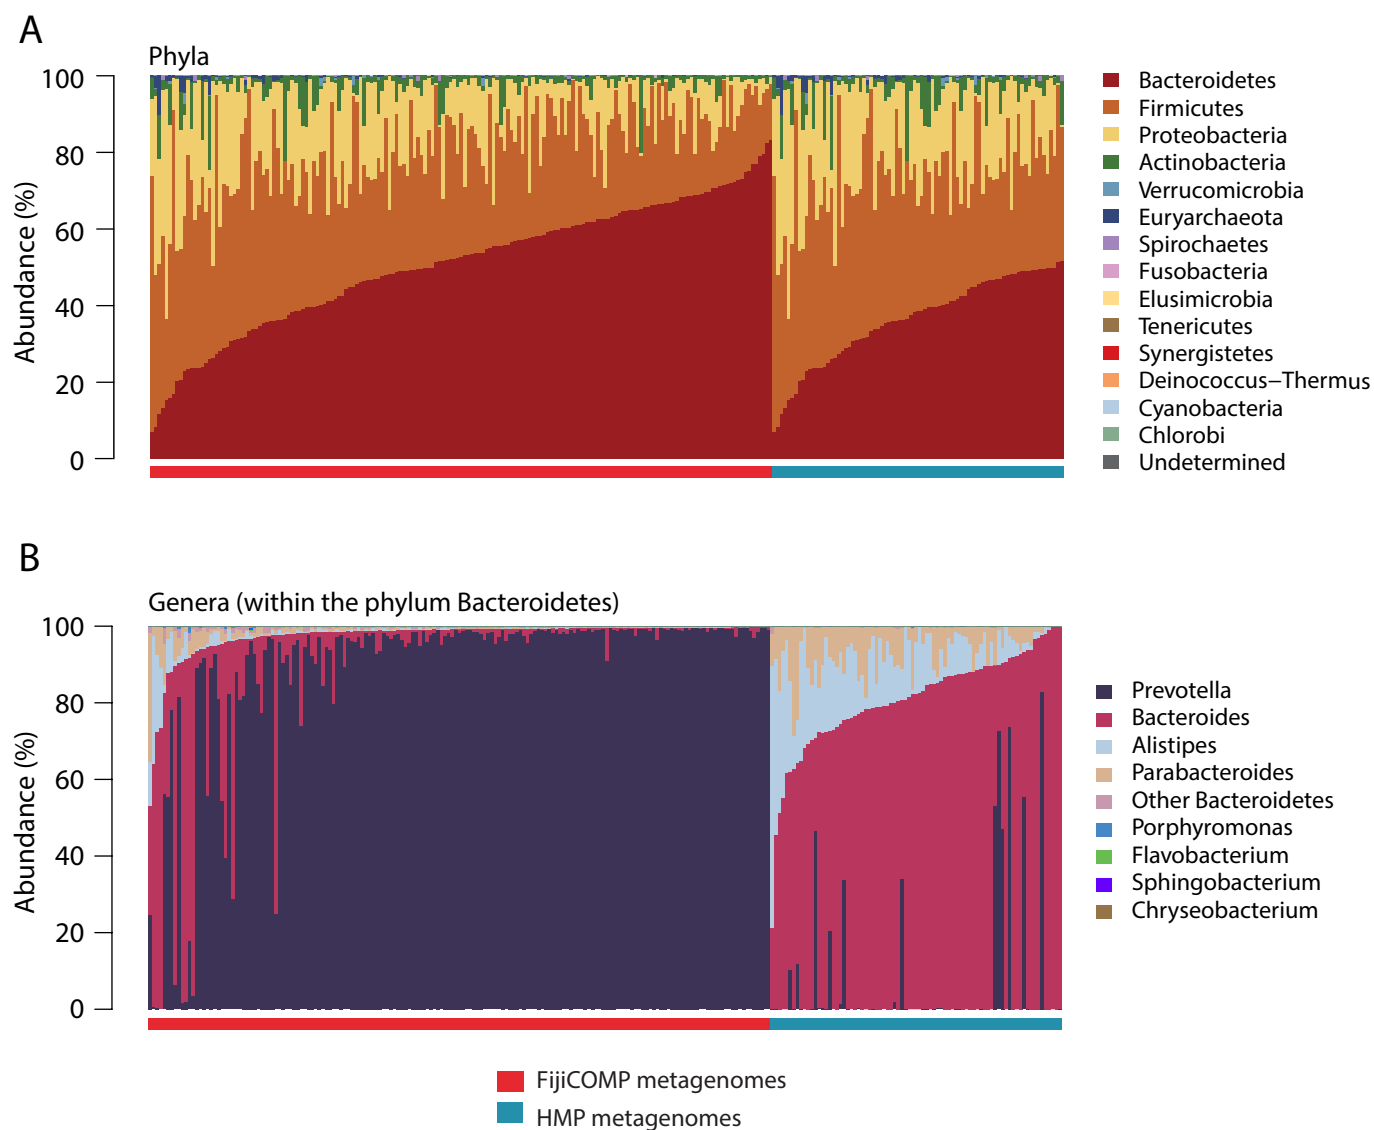 A
Phyla
100
80
60
40
20
0
Abundance (%)
Bacteroidetes
Firmicutes
Proteobacteria
Actinobacteria
Verrucomicrobia
Euryarchaeota
Spirochaetes
Fusobacteria
Elusimicrobia
Tenericutes
Synergistetes
Deinococcus–Thermus
Cyanobacteria
Chlorobi
Undetermined
B
Genera (within the phylum Bacteroidetes)
100
80
60
40
20
0
Abundance (%)
Prevotella
Bacteroides
Alistipes
Parabacteroides
Other Bacteroidetes
Porphyromonas
Flavobacterium
Sphingobacterium
Chryseobacterium
FijiCOMP metagenomes
HMP metagenomes